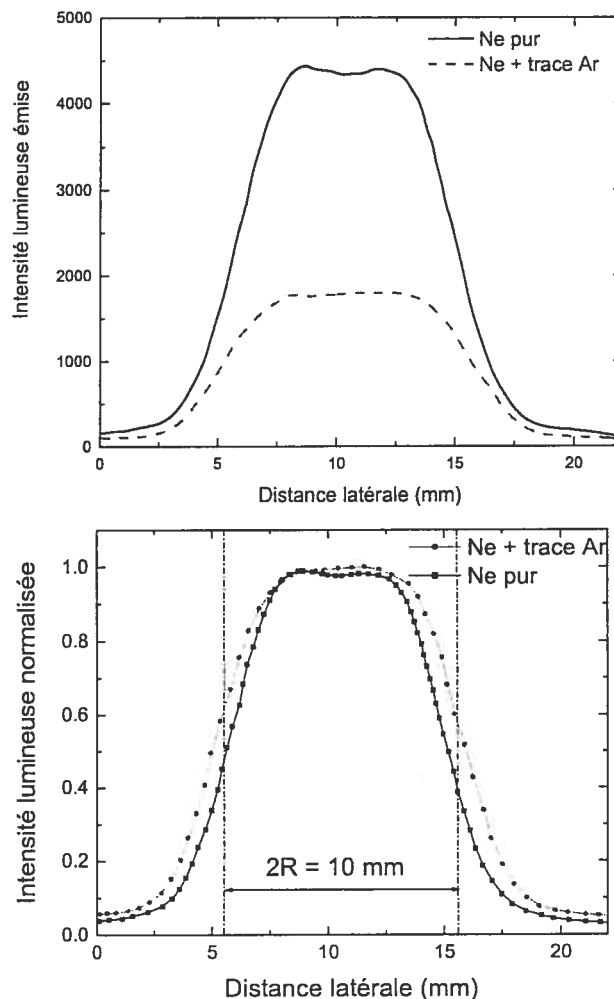 5000
4000
3000
2000
1000
0
Intensité lumineuse émise
Ne pur
Ne + trace Ar
0
5
10
15
20
Distance latérale (mm)
1.0
0.8
0.6
0.4
0.2
0.0
Intensité lumineuse normalisée
Ne + trace Ar
Ne pur
2R = 10 mm
0
5
10
15
20
Distance latérale (mm)